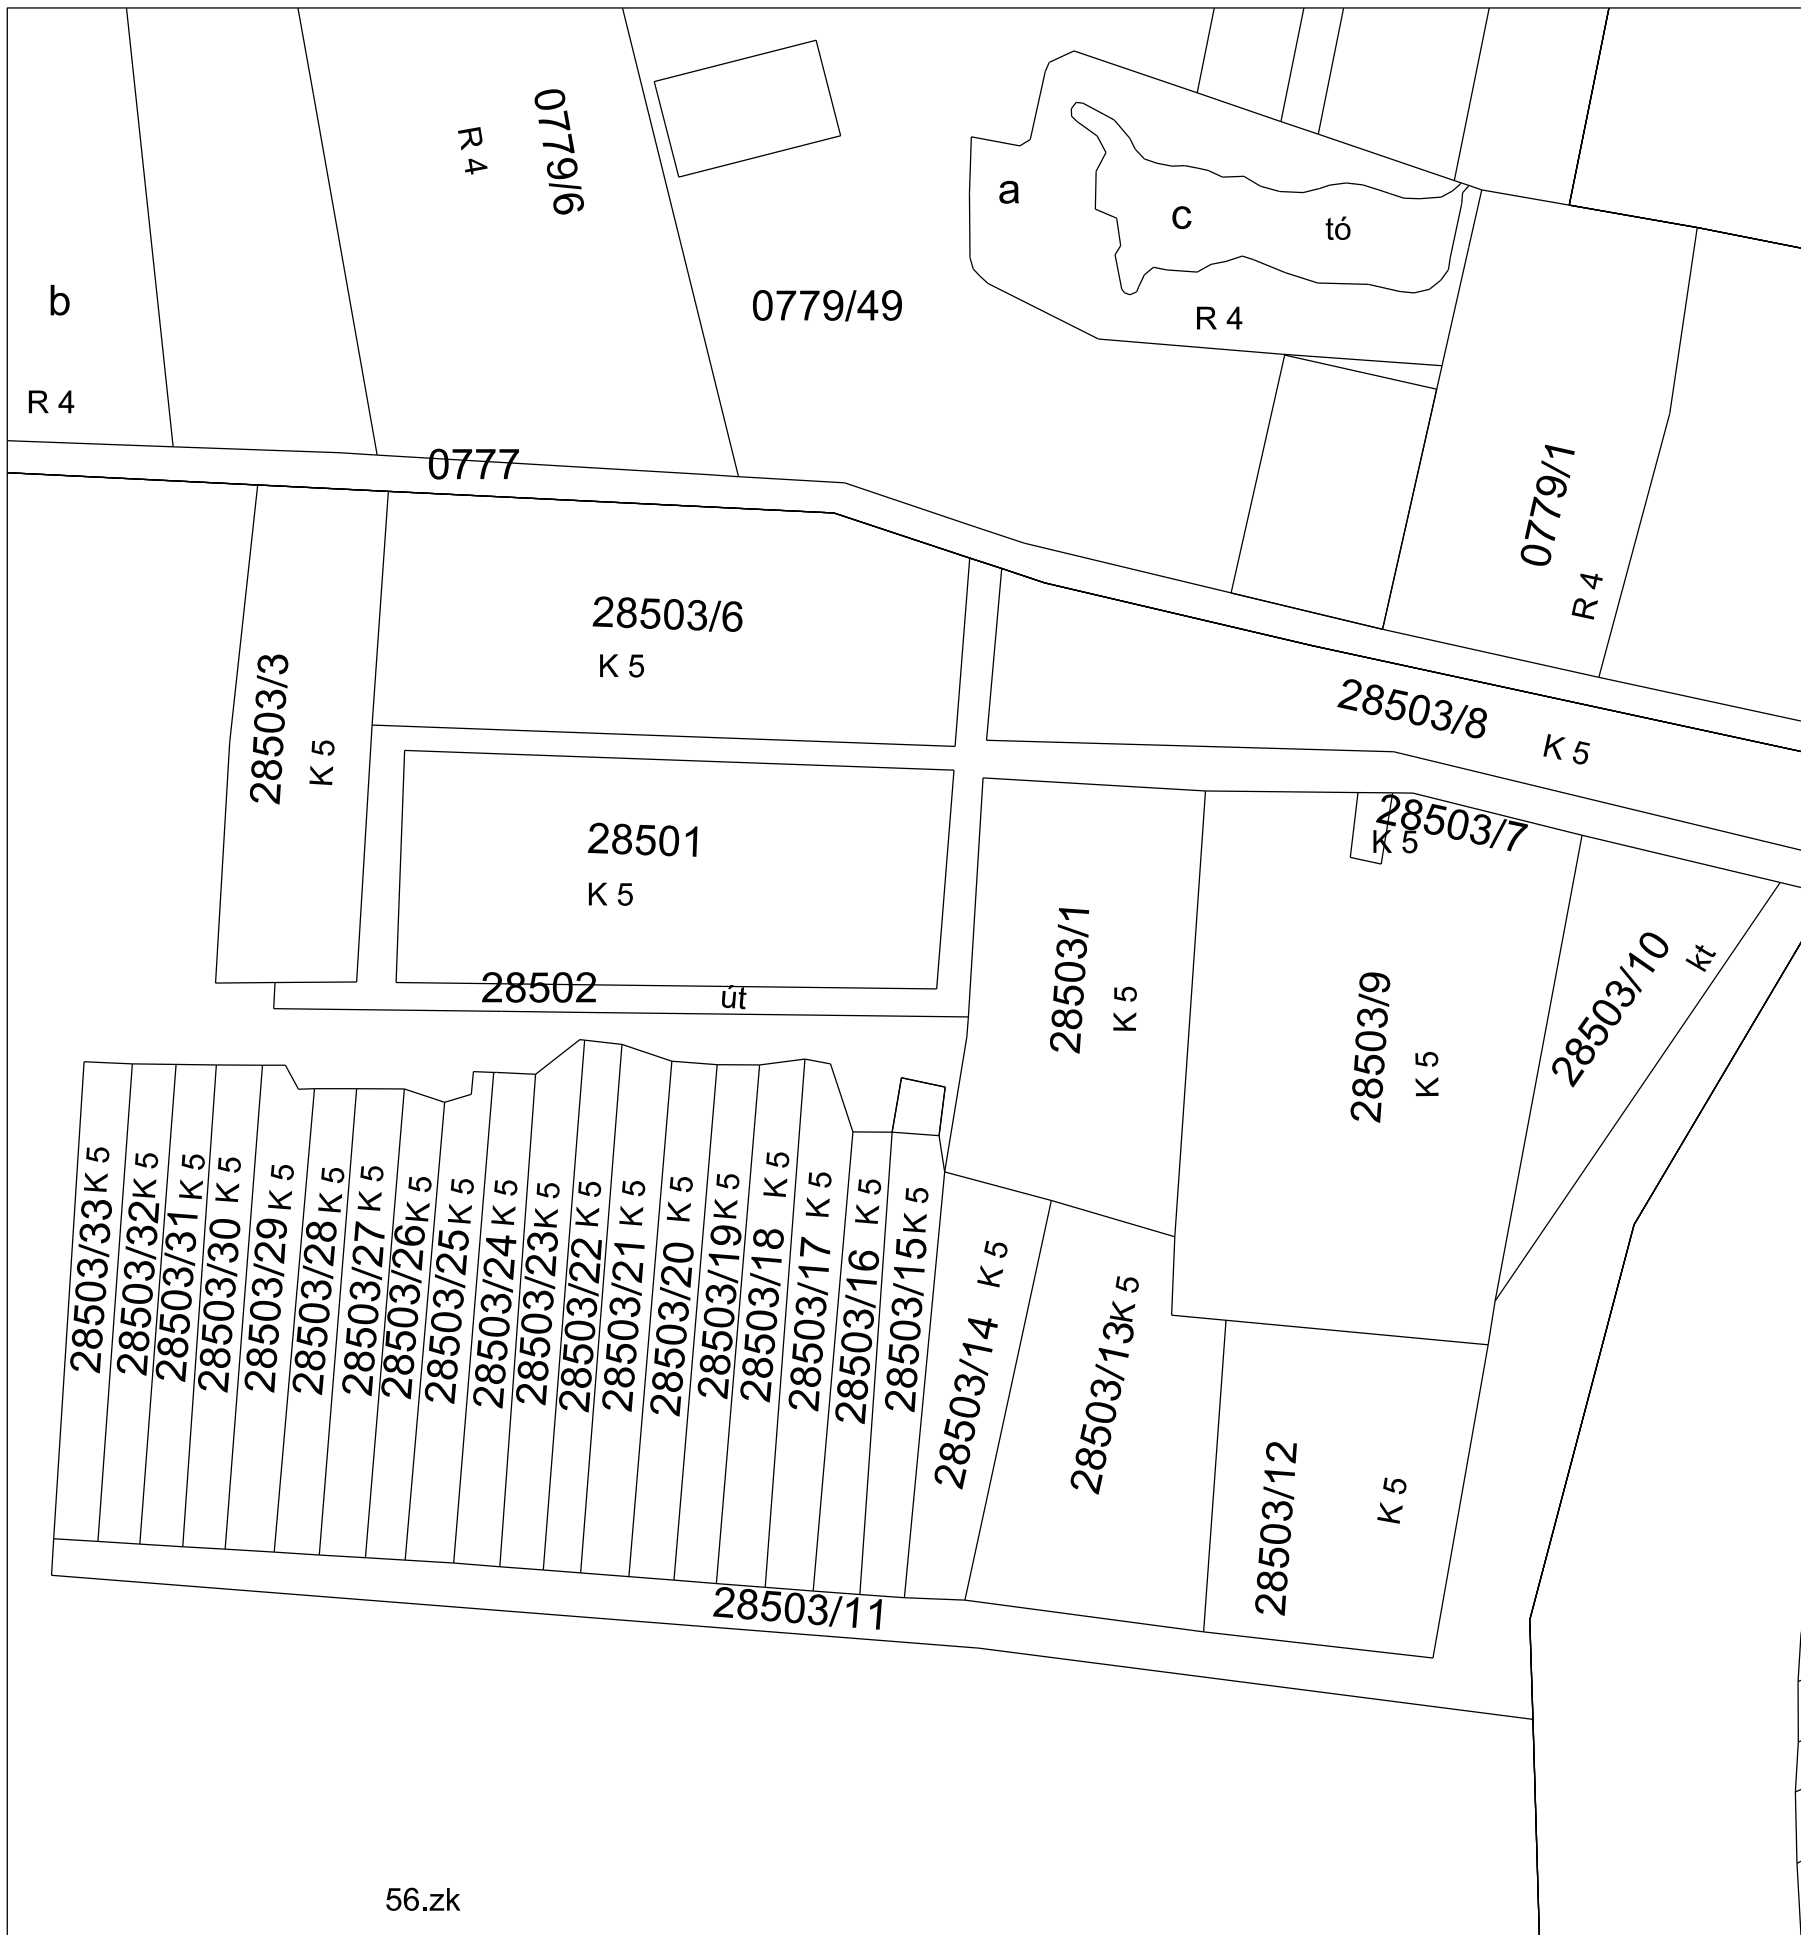 0779/6
R 4
a
c
tó
b
0779/49
R 4
R 4
0777
0779/1
R 4
28503/6
K 5
28503/3
K 5
28503/8
K 5
28501
K 5
28503/7
K 5
28503/1
K 5
28503/9
K 5
28503/10
kt
28502
út
28503/33 K 5
28503/32 K 5
28503/31 K 5
28503/30 K 5
28503/29 K 5
28503/28 K 5
28503/27 K 5
28503/26 K 5
28503/25 K 5
28503/24 K 5
28503/23 K 5
28503/22 K 5
28503/21 K 5
28503/20 K 5
28503/19 K 5
28503/18 K 5
28503/17 K 5
28503/16 K 5
28503/15 K 5
28503/14 K 5
28503/13 K 5
28503/12
K 5
28503/11
56.zk